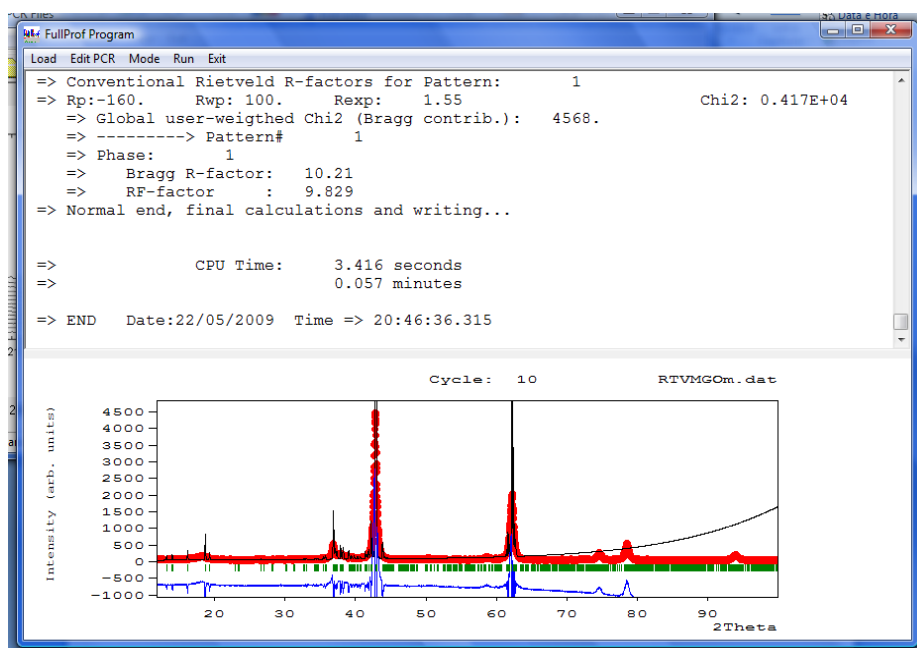 CR Files
Data e Hora
FullProf Program
Load Edit PCR Mode Run Exit
=> Conventional Rietveld R-factors for Pattern: 1
=> Rp:-160. Rwp: 100. Rexp: 1.55 Chi2: 0.417E+04
=> Global user-weigthed Chi2 (Bragg contrib.): 4568.
=> ---------> Pattern# 1
=> Phase: 1
=> Bragg R-factor: 10.21
=> RF-factor : 9.829
=> Normal end, final calculations and writing...
=> CPU Time: 3.416 seconds
=> 0.057 minutes
=> END Date:22/05/2009 Time => 20:46:36.315
Cycle: 10 RTVMGOm.dat
Intensity (arb. units)
4500
4000
3500
3000
2500
2000
1500
1000
500
0
-500
-1000
20 30 40 50 60 70 80 90
2Theta